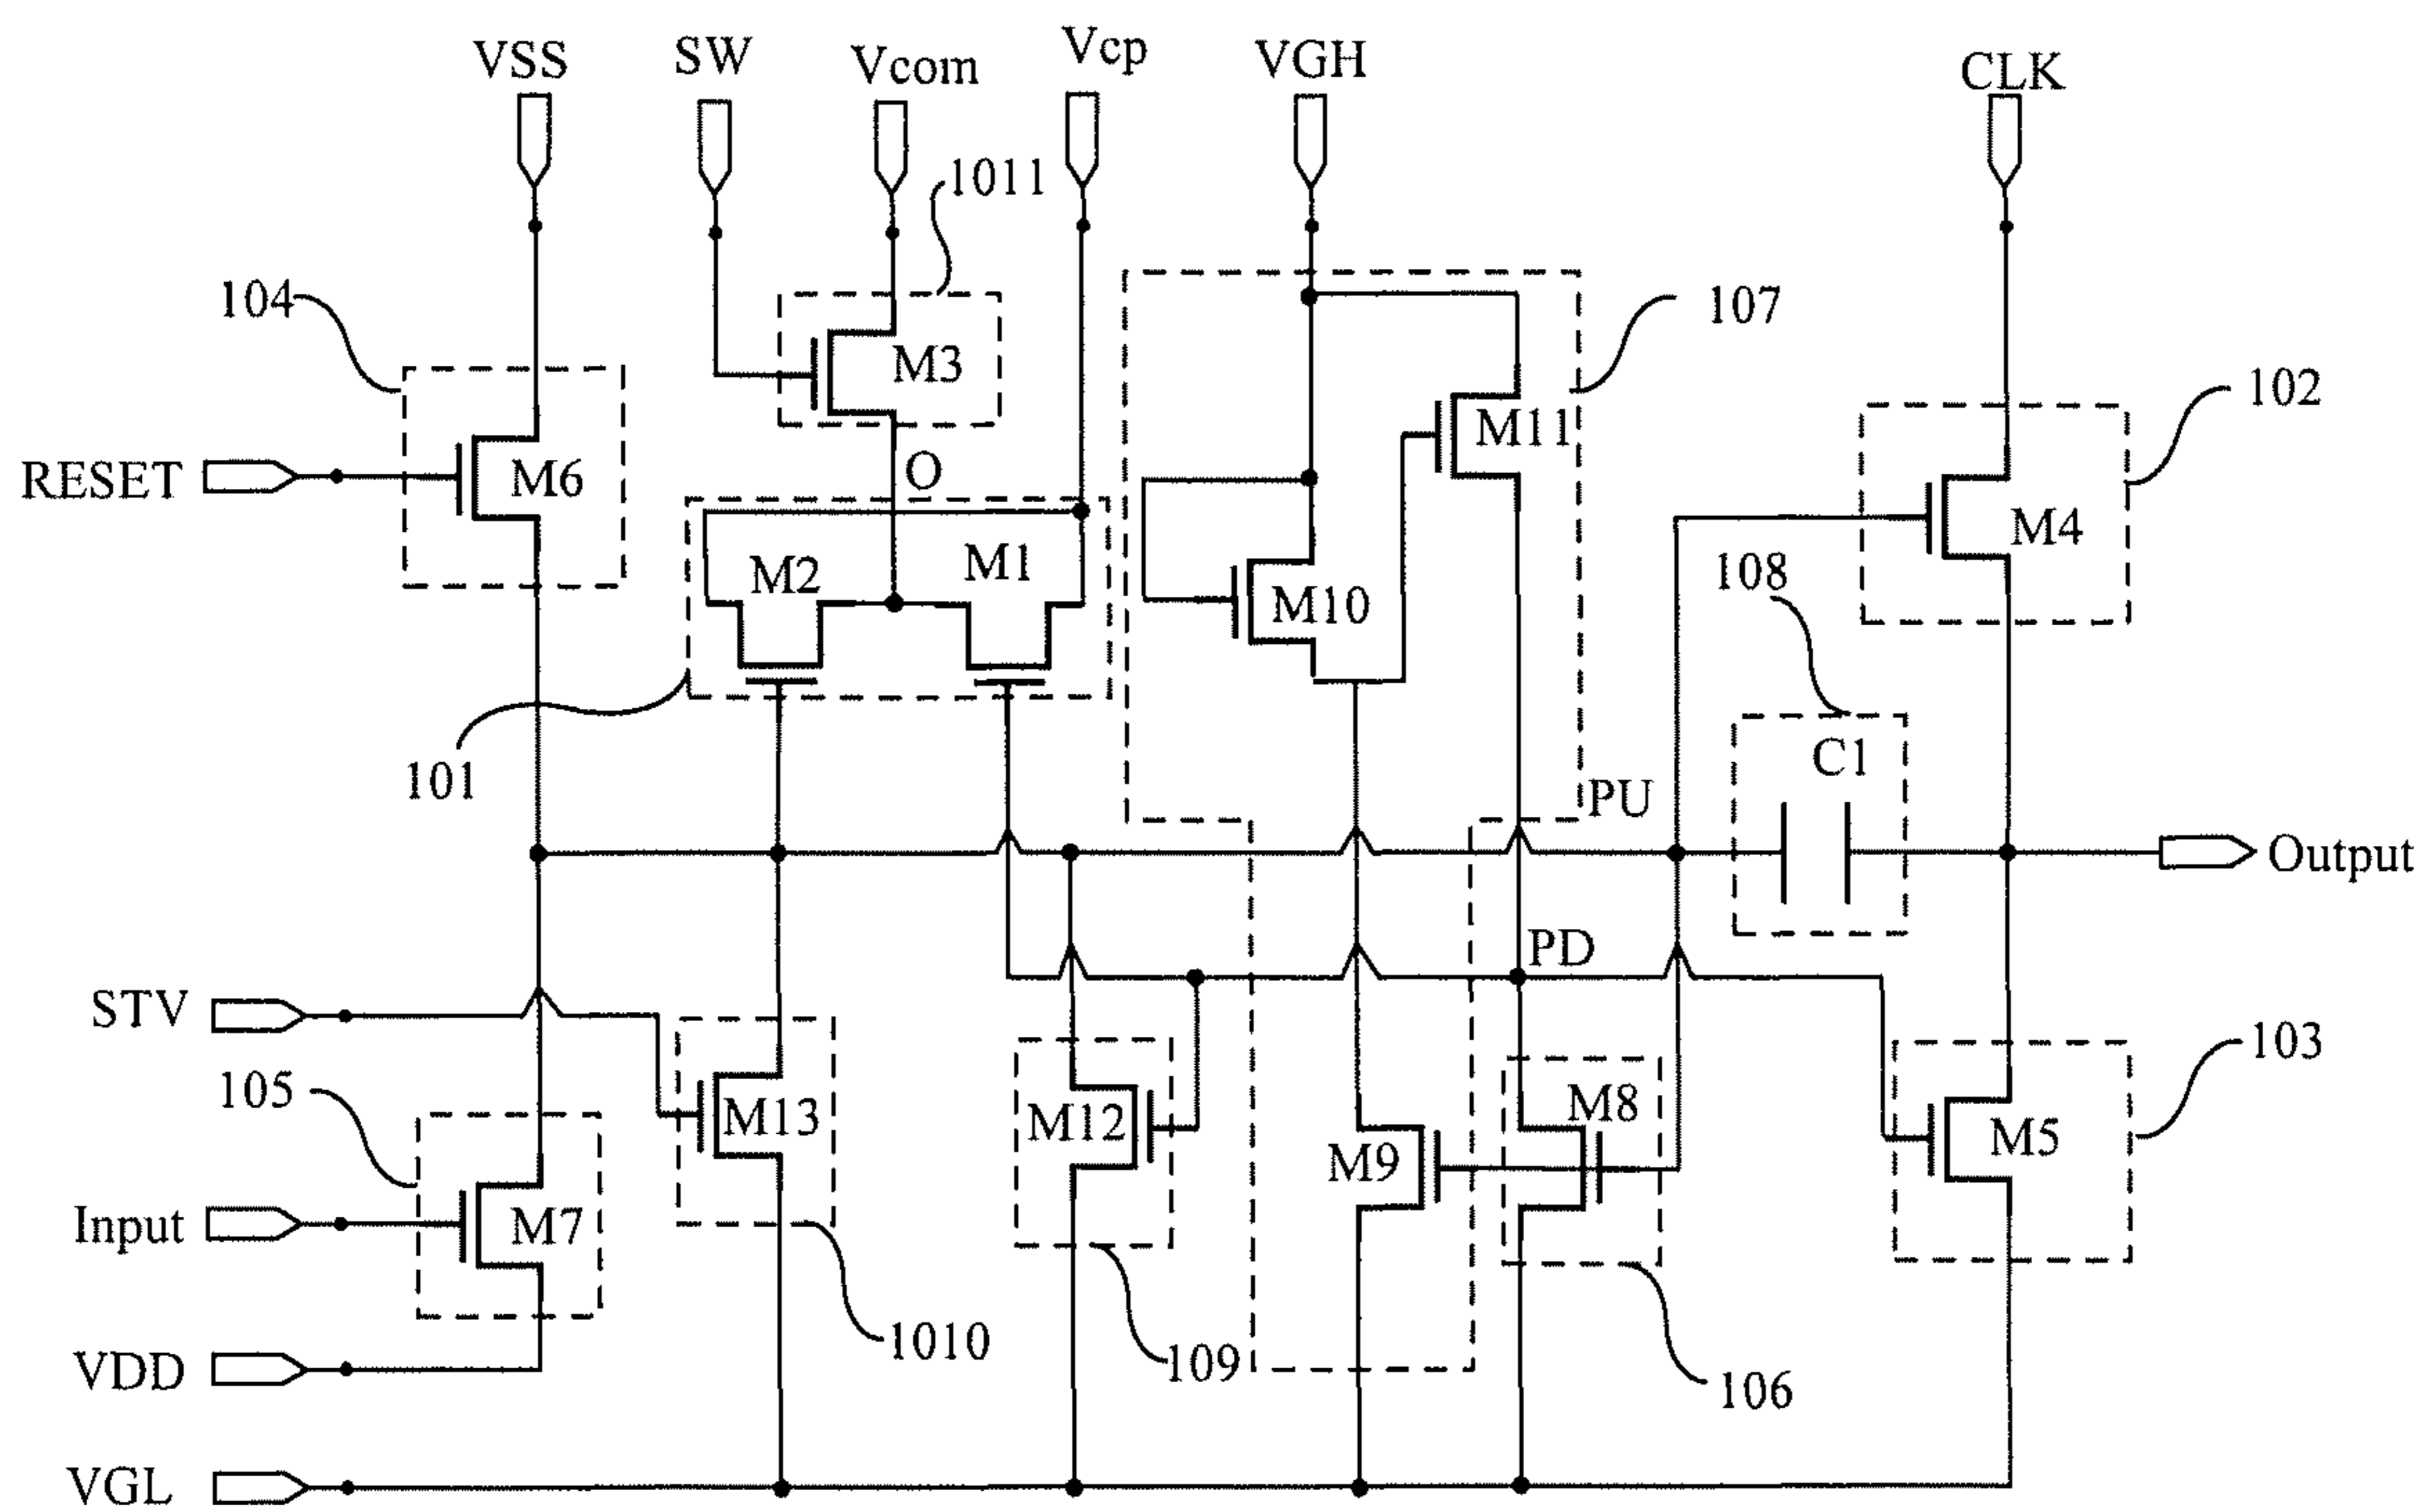 VSS
SW
Vcom
Vcp
VGH
CLK
1011
104
107
M3
102
M11
RESET
M6
O
M4
M2
M1
108
M10
101
C1
PU
Output
PD
STV
103
105
M13
M12
M8
M9
M5
Input
M7
1010
109
VDD
106
VGL